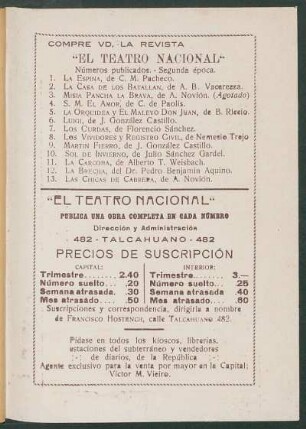 COMPRE VD. LA REVISTA
"EL TEATRO NACIONAL"
Números publicados. - Segunda época.
1. LA ESPINA, de C. M. Pacheco.
2. LA CASA DE LOS BATALLAN, de A. B. Vacarezza.
3. MISIA PANCHA LA BRAVA, de A. Novión. (Agotado)
4. S. M. EL AMOR, de C. de Paolis.
5. LA ORQUIDEA Y EL MALEVO DON JUAN, de B. Riccio.
6. LUIGI, de J. González Castillo.
7. LOS CURDAS, de Florencio Sánchez.
8. LOS VIVIDORES Y REGISTRO CIVIL, de Nemesio Trejo
9. MARTIN FIERRO, de J. González Castillo.
10. SOL DE INVIERNO, de Julio Sánchez Gardel.
11. LA CARCOMA, de Alberto T. Weisbach.
12. LA BRECHA, del Dr. Pedro Benjamin Aquino.
13. LAS CHICAS DE CABRERA, de A. Novión.
"EL TEATRO NACIONAL"
PUBLICA UNA OBRA COMPLETA EN CADA NÚMERO
Dirección y Administración
482 - TALCAHUANO - 482
PRECIOS DE SUSCRIPCIÓN
CAPITAL: INTERIOR:
Trimestre...... 2.40 Trimestre...... 3.—
Número suelto... .20 Número suelto... .25
Semana atrasada. .30 Semana atrasada .40
Mes atrasado... .50 Mes atrasado... .60
Suscripciones y correspondencia, dirigirla a nombre
de FRANCISCO HOSTENCH, calle TALCAHUANO 482.
Pídase en todos los kioscos, librerías,
estaciones del subterráneo y vendedores
-:- de diarios, de la República -:-
Agente exclusivo para la venta por mayor en la Capital;
Víctor M. Vieiro.